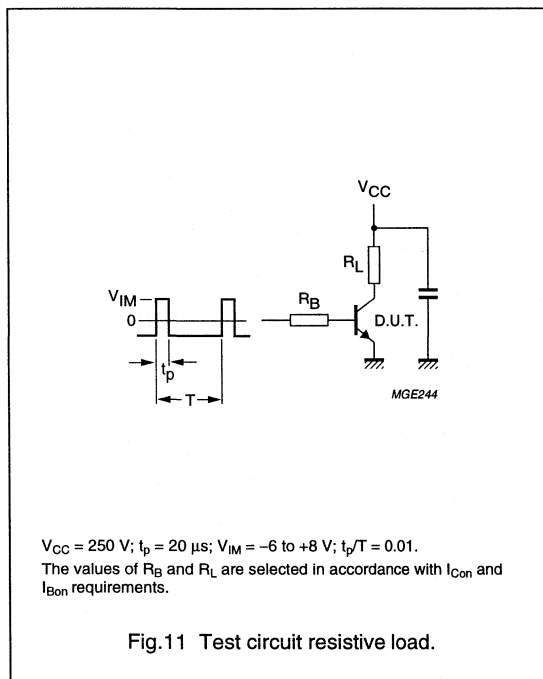 VCC
RL
VIM
0
RB
D.U.T.
tp
T
MGE244
VCC = 250 V; tp = 20 μs; VIM = −6 to +8 V; tp/T = 0.01.
The values of RB and RL are selected in accordance with ICon and
IBon requirements.
Fig.11 Test circuit resistive load.